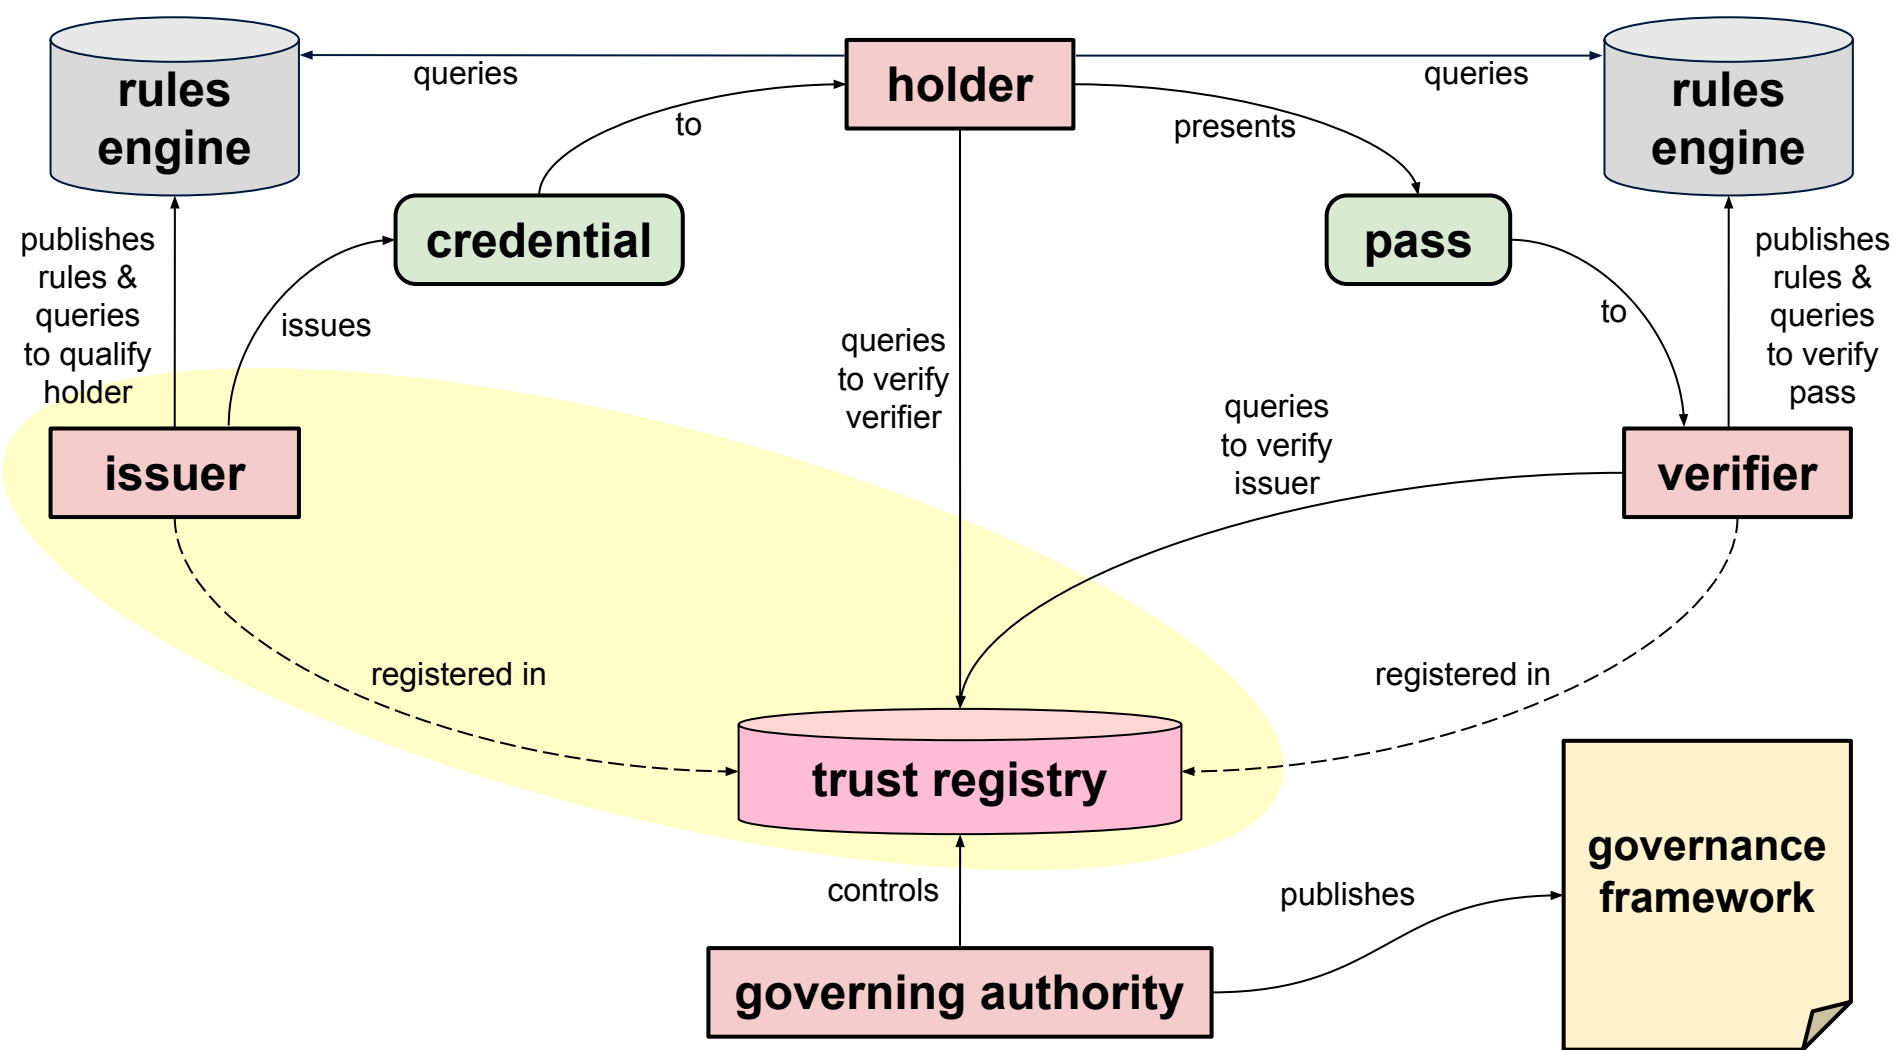 rules
engine
queries
holder
queries
rules
engine
to
presents
credential
pass
publishes
rules &
queries
to qualify
holder
issues
queries
to verify
verifier
to
publishes
rules &
queries
to verify
pass
queries
to verify
issuer
issuer
verifier
registered in
registered in
trust registry
controls
publishes
governance
framework
governing authority